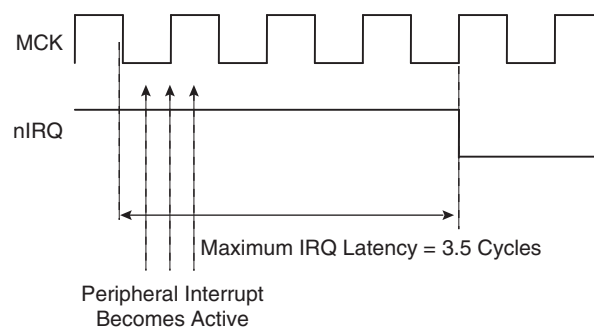 MCK
nIRQ
Maximum IRQ Latency = 3.5 Cycles
Peripheral Interrupt
Becomes Active